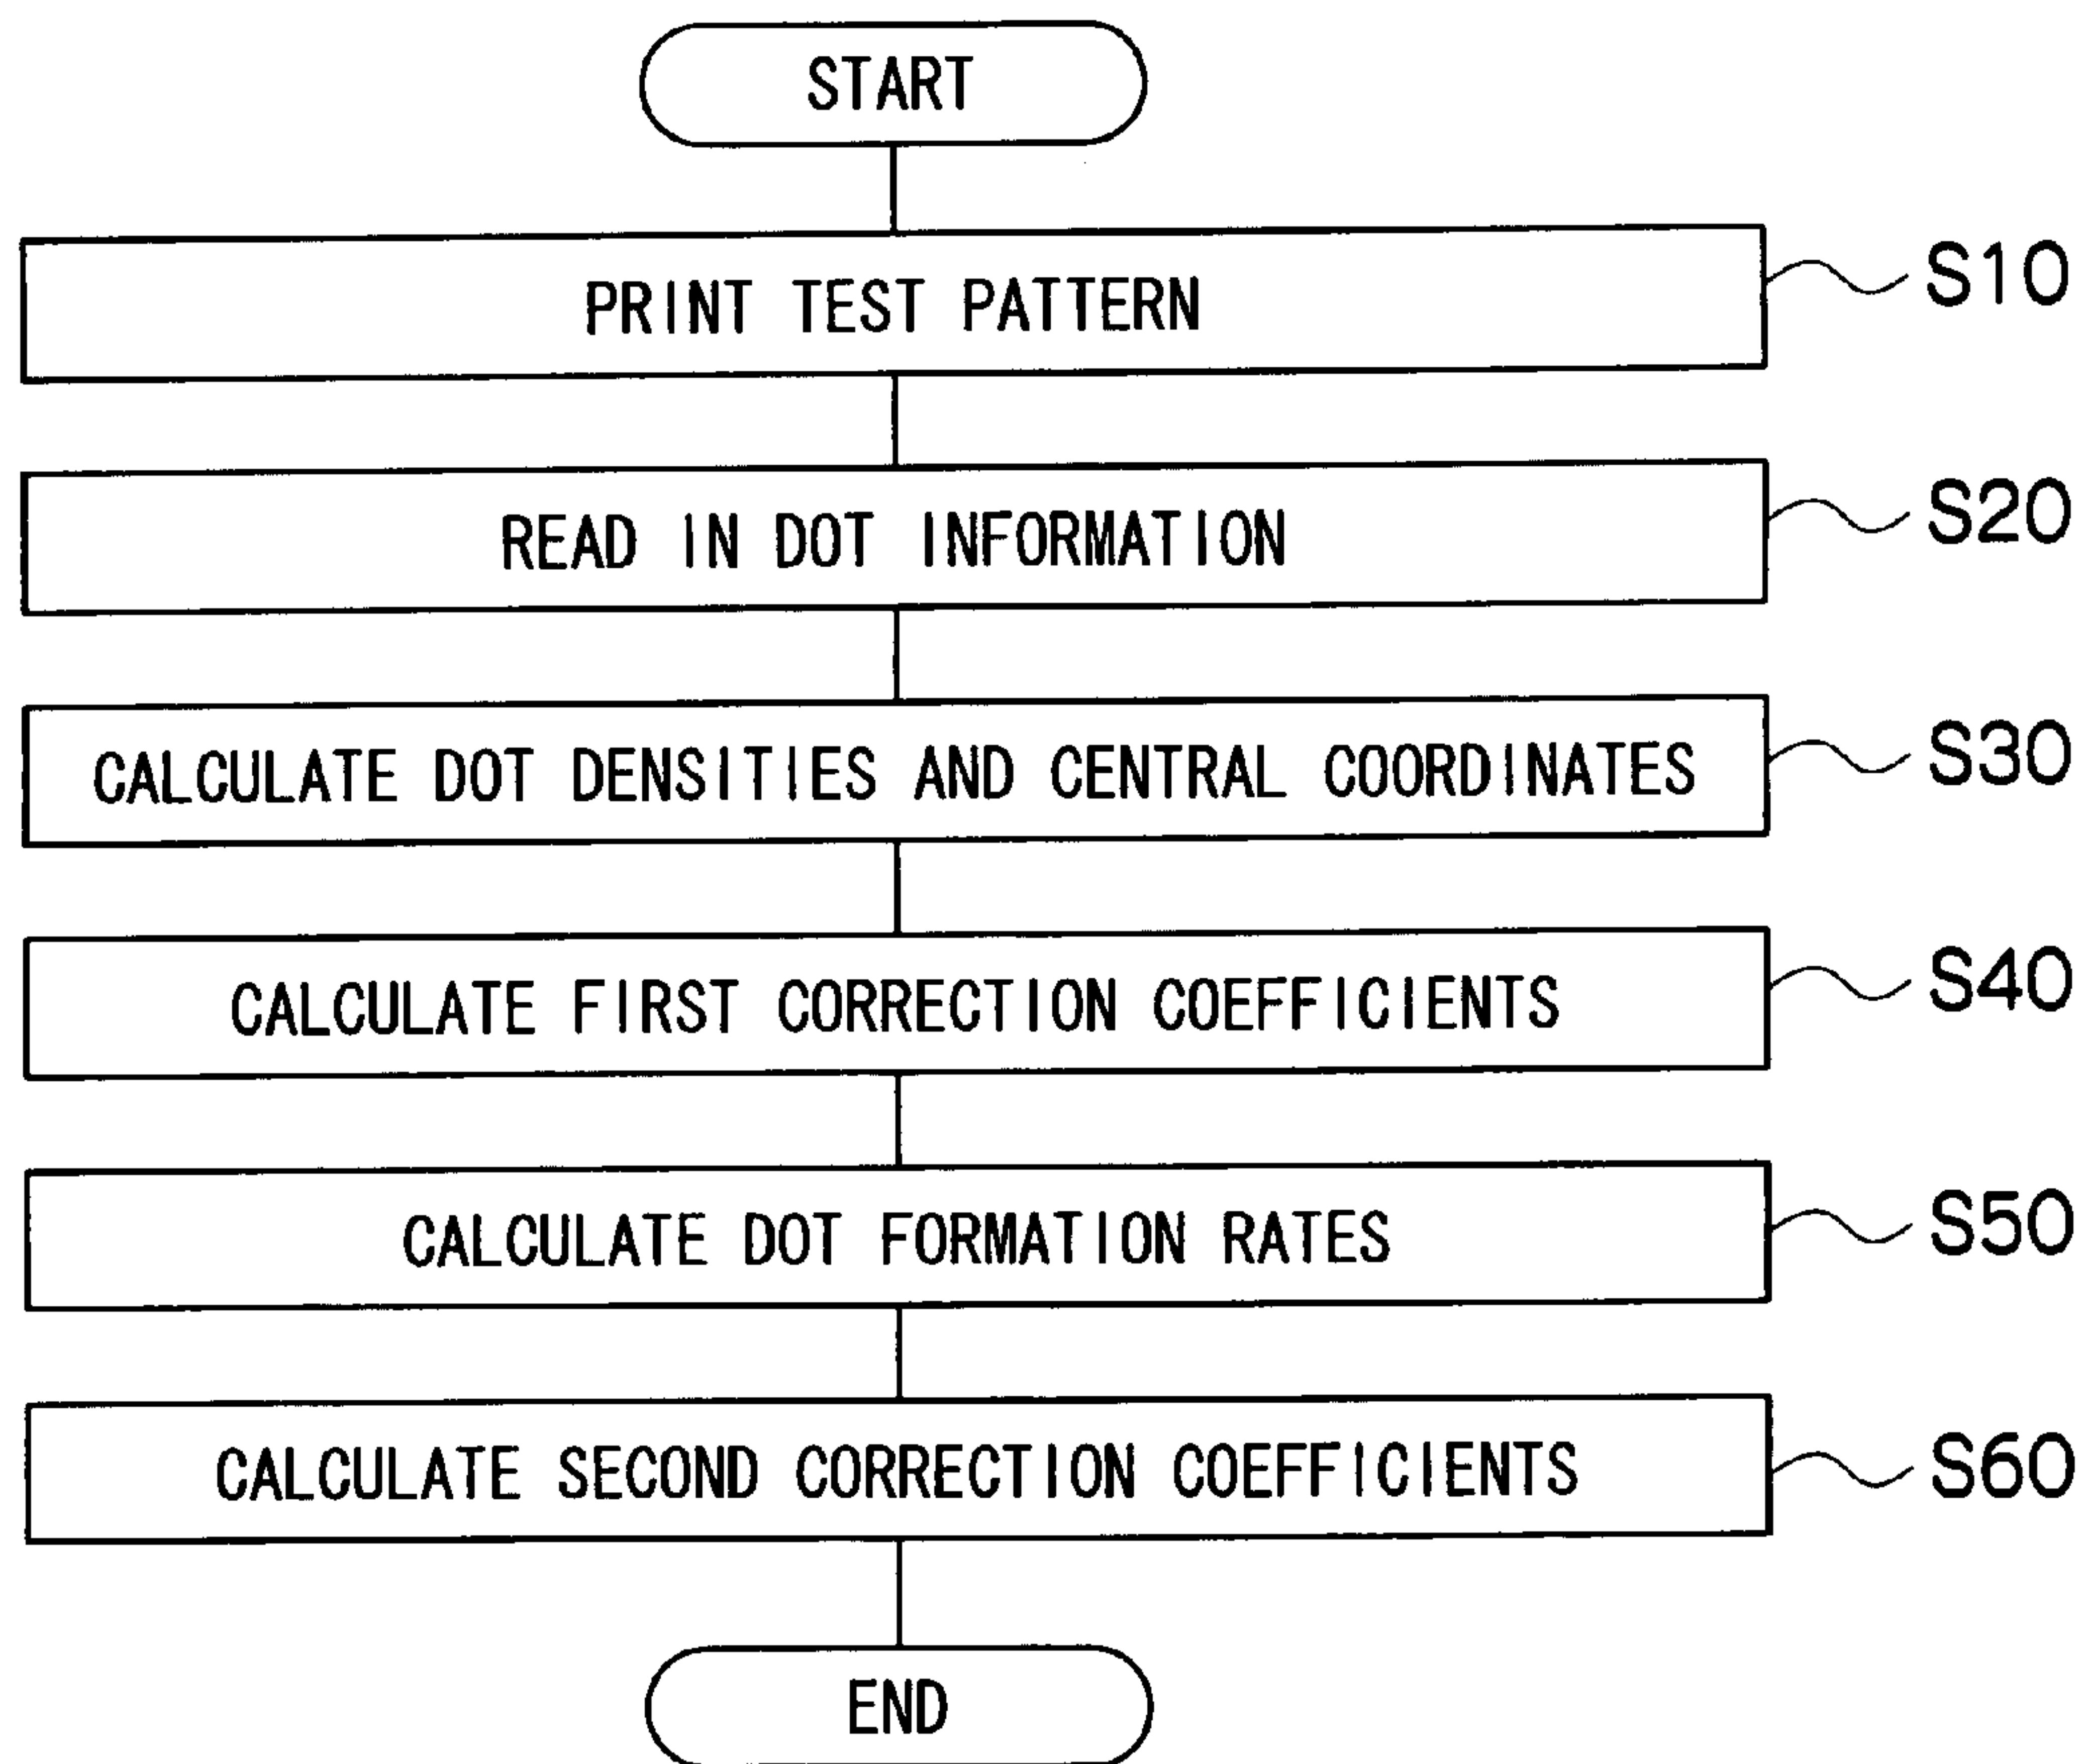 START
PRINT TEST PATTERN
S10
READ IN DOT INFORMATION
S20
CALCULATE DOT DENSITIES AND CENTRAL COORDINATES
S30
CALCULATE FIRST CORRECTION COEFFICIENTS
S40
CALCULATE DOT FORMATION RATES
S50
CALCULATE SECOND CORRECTION COEFFICIENTS
S60
END